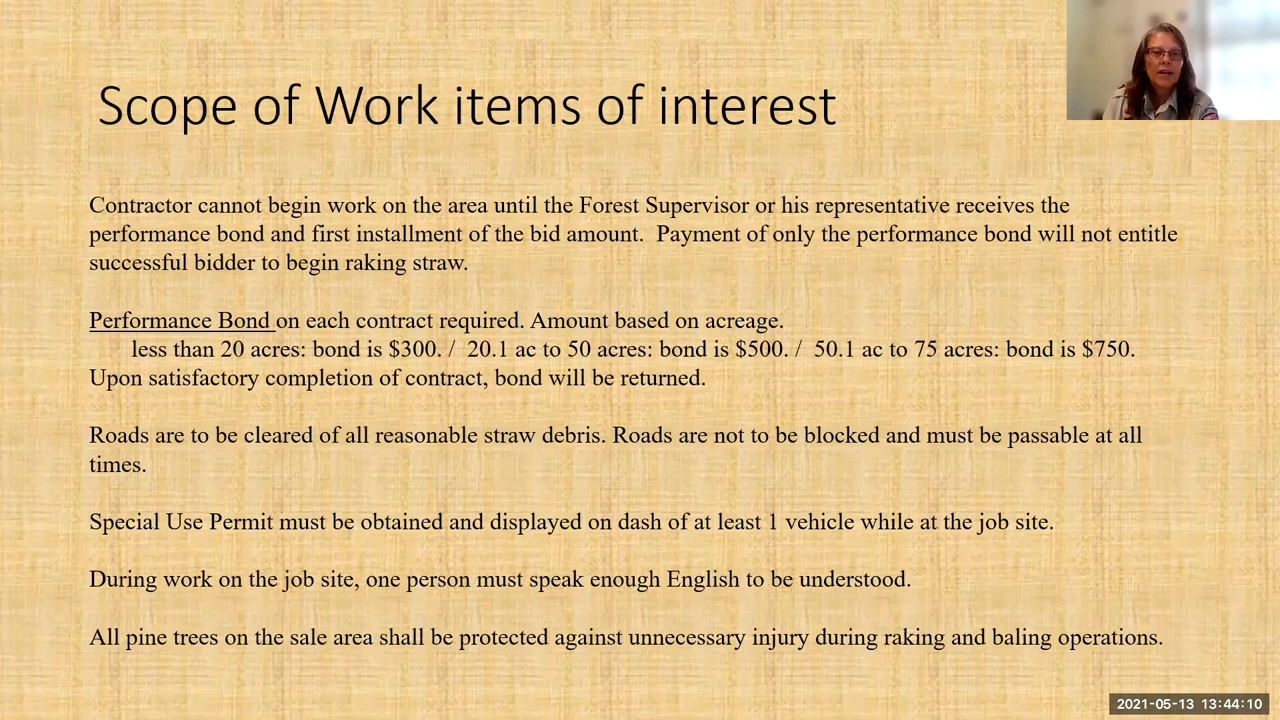 Scope of Work items of interest
Contractor cannot begin work on the area until the Forest Supervisor or his representative receives the
performance bond and first installment of the bid amount.  Payment of only the performance bond will not entitle
successful bidder to begin raking straw.
Performance Bond on each contract required. Amount based on acreage.
less than 20 acres: bond is $300. /  20.1 ac to 50 acres: bond is $500. /  50.1 ac to 75 acres: bond is $750.
Upon satisfactory completion of contract, bond will be returned.
Roads are to be cleared of all reasonable straw debris. Roads are not to be blocked and must be passable at all
times.
Special Use Permit must be obtained and displayed on dash of at least 1 vehicle while at the job site.
During work on the job site, one person must speak enough English to be understood.
All pine trees on the sale area shall be protected against unnecessary injury during raking and baling operations.
2021-05-13 13:44:10